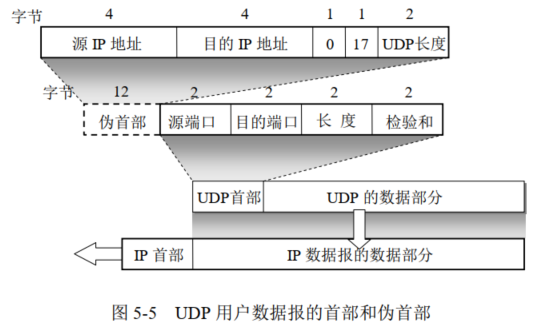 字节 4 4 1 1 2
源 IP 地址 目的 IP 地址 0 17 UDP长度
字节 12 2 2 2 2
伪首部 源端口 目的端口 长 度 检验和
UDP首部 UDP 的数据部分
IP 首部 IP 数据报的数据部分
图 5-5 UDP 用户数据报的首部和伪首部